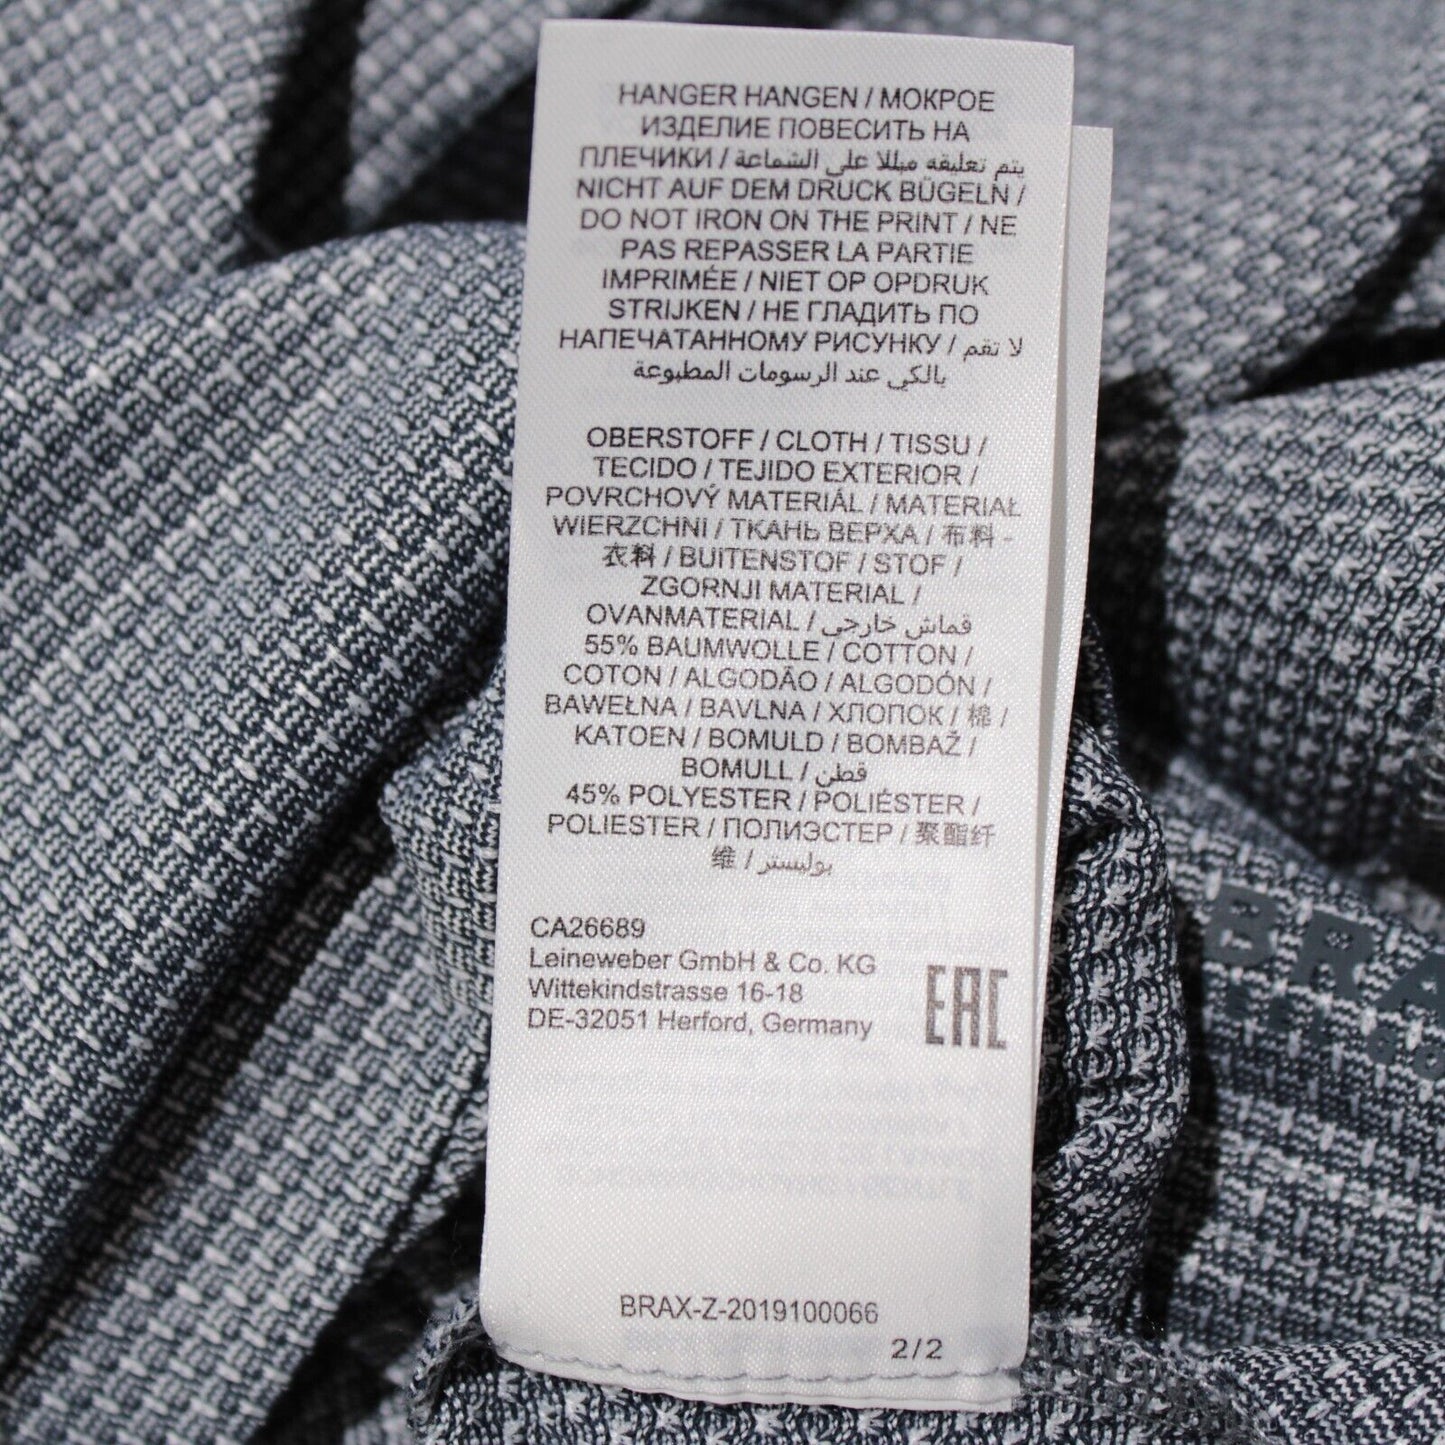 HANGER HANGEN / МОКРОЕ
ИЗДЕЛИЕ ПОВЕСИТЬ НА
ПЛЕЧИКИ / يتم تعليقه مبللا على الشماعة
NICHT AUF DEM DRUCK BÜGELN /
DO NOT IRON ON THE PRINT / NE
PAS REPASSER LA PARTIE
IMPRIMÉE / NIET OP OPDRUK
STRIJKEN / НЕ ГЛАДИТЬ ПО
НАПЕЧАТАННОМУ РИСУНКУ / لا تقم
بالكي عند الرسومات المطبوعة
OBERSTOFF / CLOTH / TISSU /
TECIDO / TEJIDO EXTERIOR /
POVRCHOVÝ MATERIÁL / MATERIAŁ
WIERZCHNI / ТКАНЬ ВЕРХА / 布料 -
衣料 / BUITENSTOF / STOF /
ZGORNJI MATERIAL /
OVANMATERIAL / قماش خارجي
55% BAUMWOLLE / COTTON /
COTON / ALGODÃO / ALGODÓN /
BAWEŁNA / BAVLNA / ХЛОПОК / 棉 /
KATOEN / BOMULD / BOMBAŽ /
BOMULL / قطن
45% POLYESTER / POLIÉSTER /
POLIESTER / ПОЛИЭСТЕР / 聚酯纤
维 / بوليستر
CA26689
Leineweber GmbH & Co. KG
Wittekindstrasse 16-18
DE-32051 Herford, Germany
EAC
BRAX-Z-2019100066
2/2